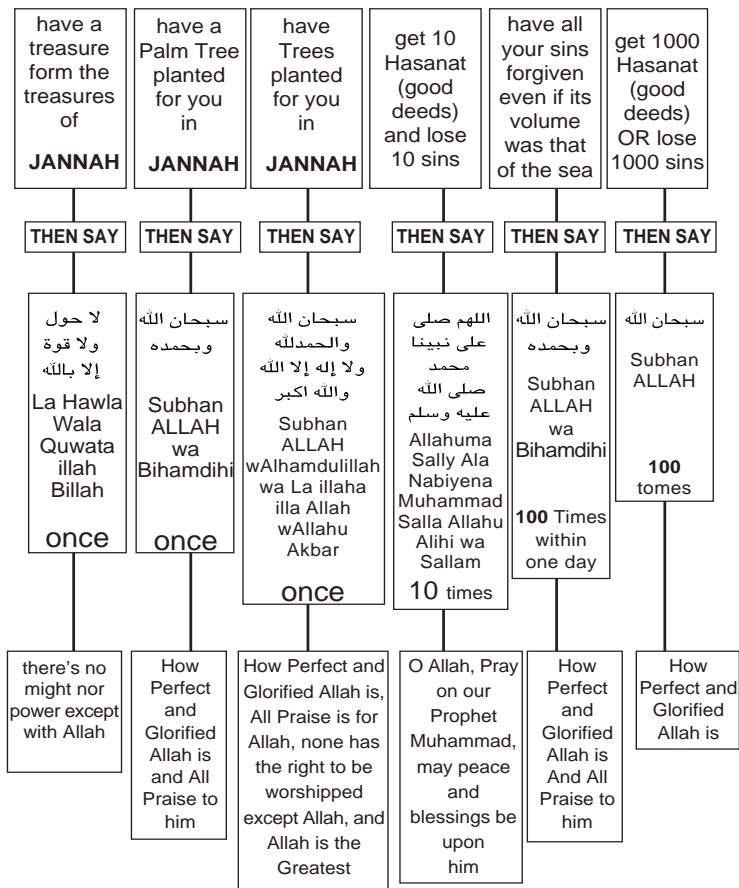 have a
treasure
form the
treasures
of
JANNAH
THEN SAY
لا حول
ولا قوة
إلا بالله
La Hawla
Wala
Quwata
illah
Billah
once
there's no
might nor
power except
with Allah
have a
Palm Tree
planted
for you
in
JANNAH
THEN SAY
سبحان الله
وبحمده
Subhan
ALLAH
wa
Bihamdihi
once
How
Perfect
and
Glorified
Allah is
and All
Praise to
him
have
Trees
planted
for you
in
JANNAH
THEN SAY
سبحان الله
والحمدلله
ولا إله إلا الله
والله اكبر
Subhan
ALLAH
wAlhamdulillah
wa La illaha
illa Allah
wAllahu
Akbar
once
How Perfect and
Glorified Allah is,
All Praise is for
Allah, none has
the right to be
worshipped
except Allah, and
Allah is the
Greatest
get 10
Hasanat
(good
deeds)
and lose
10 sins
THEN SAY
اللهم صلى
على نبينا
محمد
صلى الله
عليه وسلم
Allahuma
Sally Ala
Nabiyena
Muhammad
Salla Allahu
Alihi wa
Sallam
10 times
O Allah, Pray
on our
Prophet
Muhammad,
may peace
and
blessings be
upon
him
have all
your sins
forgiven
even if its
volume
was that
of the sea
THEN SAY
سبحان الله
وبحمده
Subhan
ALLAH
wa
Bihamdihi
100 Times
within
one day
How
Perfect
and
Glorified
Allah is
And All
Praise to
him
get 1000
Hasanat
(good
deeds)
OR lose
1000 sins
THEN SAY
سبحان الله
Subhan
ALLAH
100
tomes
How
Perfect and
Glorified
Allah is